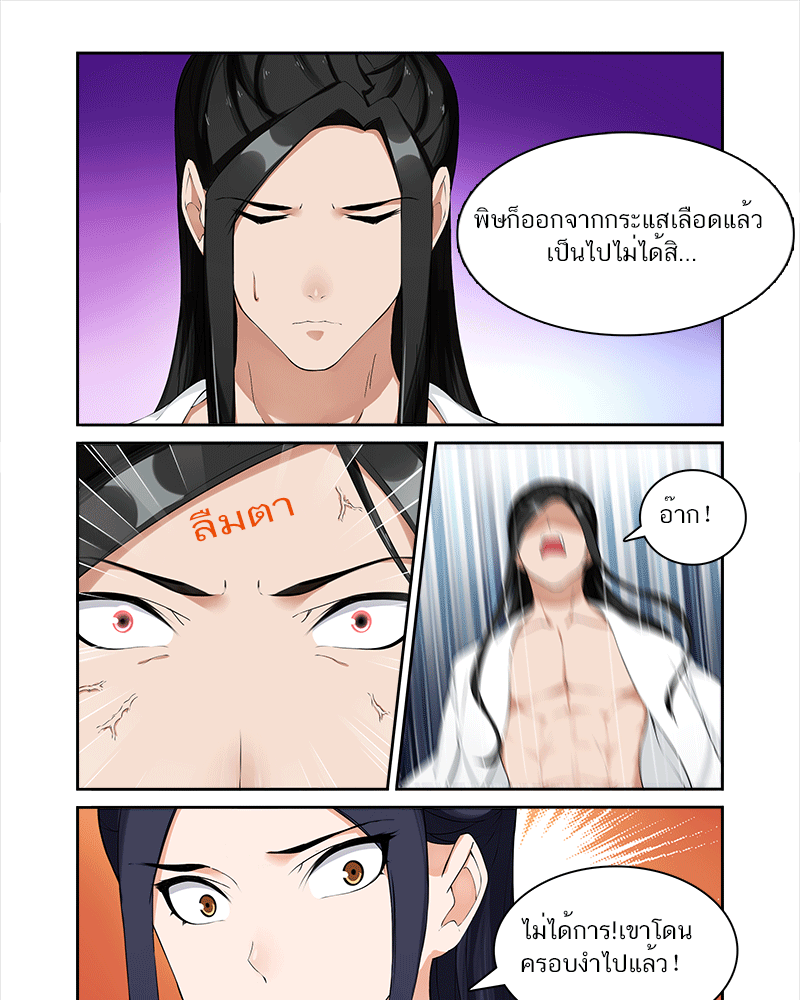 พิษก็ออกจากกระแสเลือดแล้ว
เป็นไปไม่ได้สิ...
ลืมตา
อ๊าก!
ไม่ได้การ!เขาโดน
ครอบงำไปแล้ว!